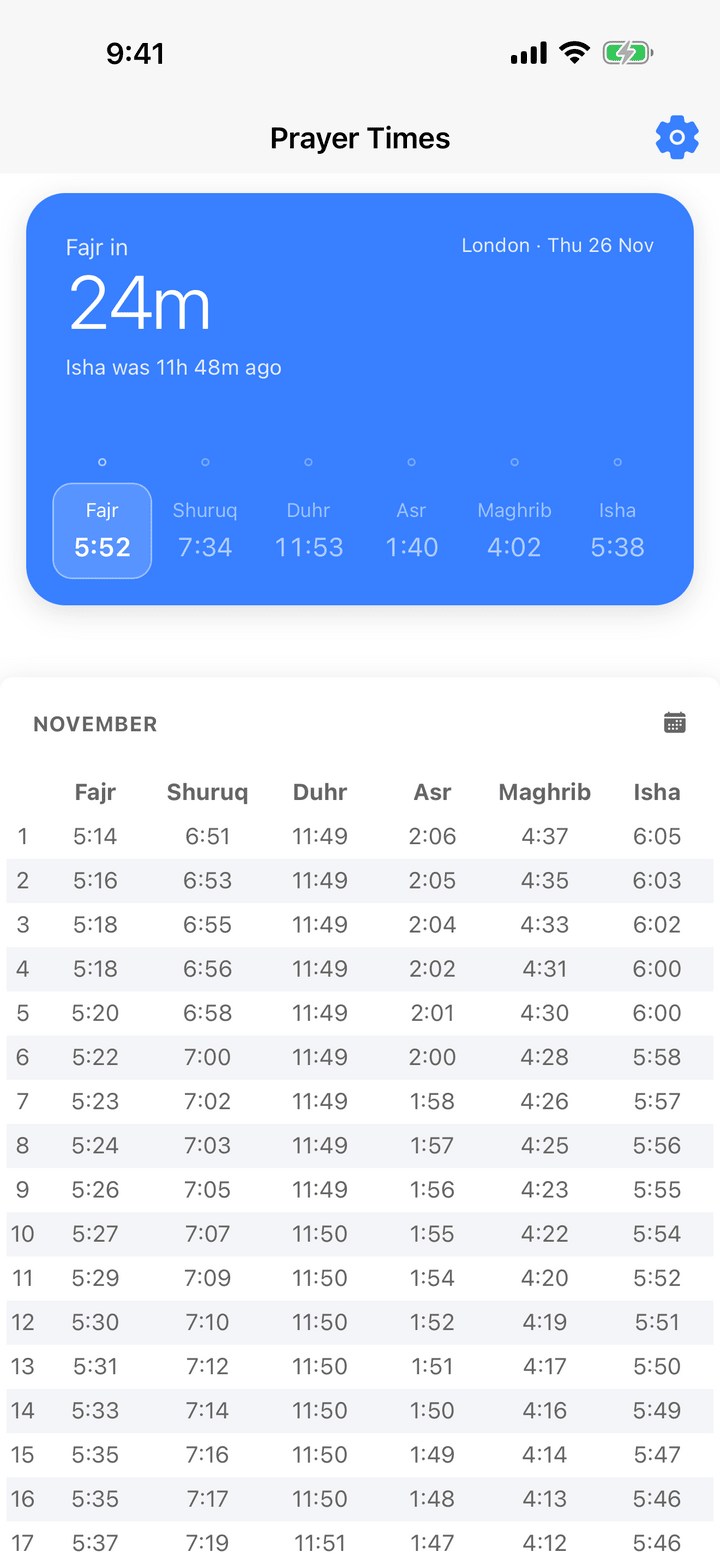 9:41
Prayer Times
Fajr in
London · Thu 26 Nov
24m
Isha was 11h 48m ago
Fajr Shuruq Duhr Asr Maghrib Isha
5:52 7:34 11:53 1:40 4:02 5:38
NOVEMBER
Fajr Shuruq Duhr Asr Maghrib Isha
1 5:14 6:51 11:49 2:06 4:37 6:05
2 5:16 6:53 11:49 2:05 4:35 6:03
3 5:18 6:55 11:49 2:04 4:33 6:02
4 5:18 6:56 11:49 2:02 4:31 6:00
5 5:20 6:58 11:49 2:01 4:30 6:00
6 5:22 7:00 11:49 2:00 4:28 5:58
7 5:23 7:02 11:49 1:58 4:26 5:57
8 5:24 7:03 11:49 1:57 4:25 5:56
9 5:26 7:05 11:49 1:56 4:23 5:55
10 5:27 7:07 11:50 1:55 4:22 5:54
11 5:29 7:09 11:50 1:54 4:20 5:52
12 5:30 7:10 11:50 1:52 4:19 5:51
13 5:31 7:12 11:50 1:51 4:17 5:50
14 5:33 7:14 11:50 1:50 4:16 5:49
15 5:35 7:16 11:50 1:49 4:14 5:47
16 5:35 7:17 11:50 1:48 4:13 5:46
17 5:37 7:19 11:51 1:47 4:12 5:46